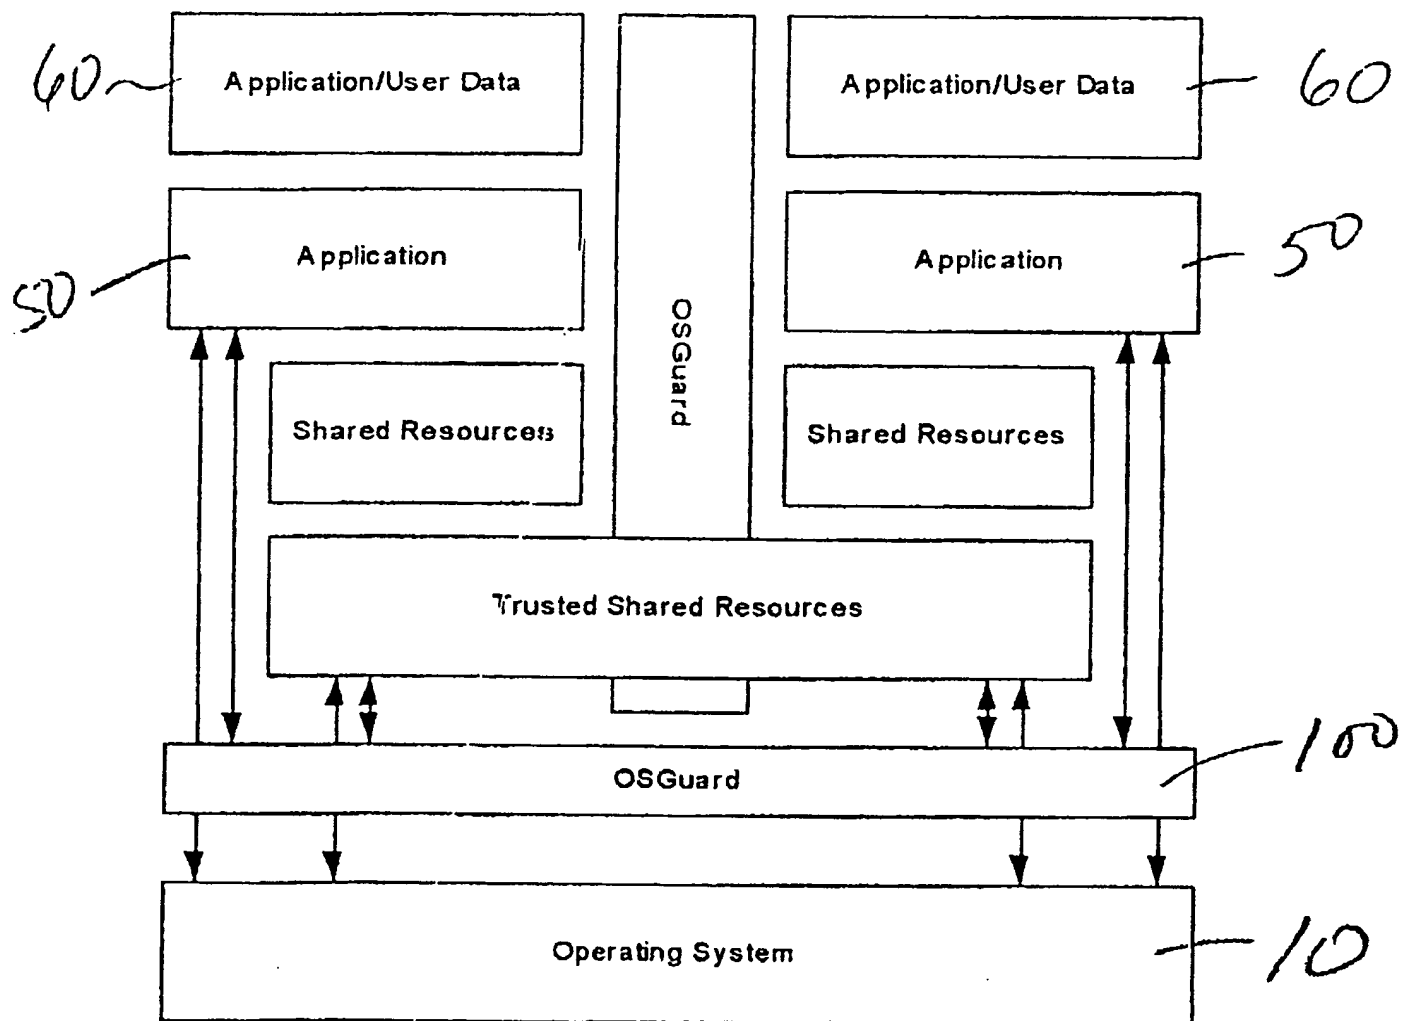 60 Application/User Data
Application/User Data 60
50 Application
Application 50
OSGuard
Shared Resources
Shared Resources
Trusted Shared Resources
OSGuard 100
Operating System 10